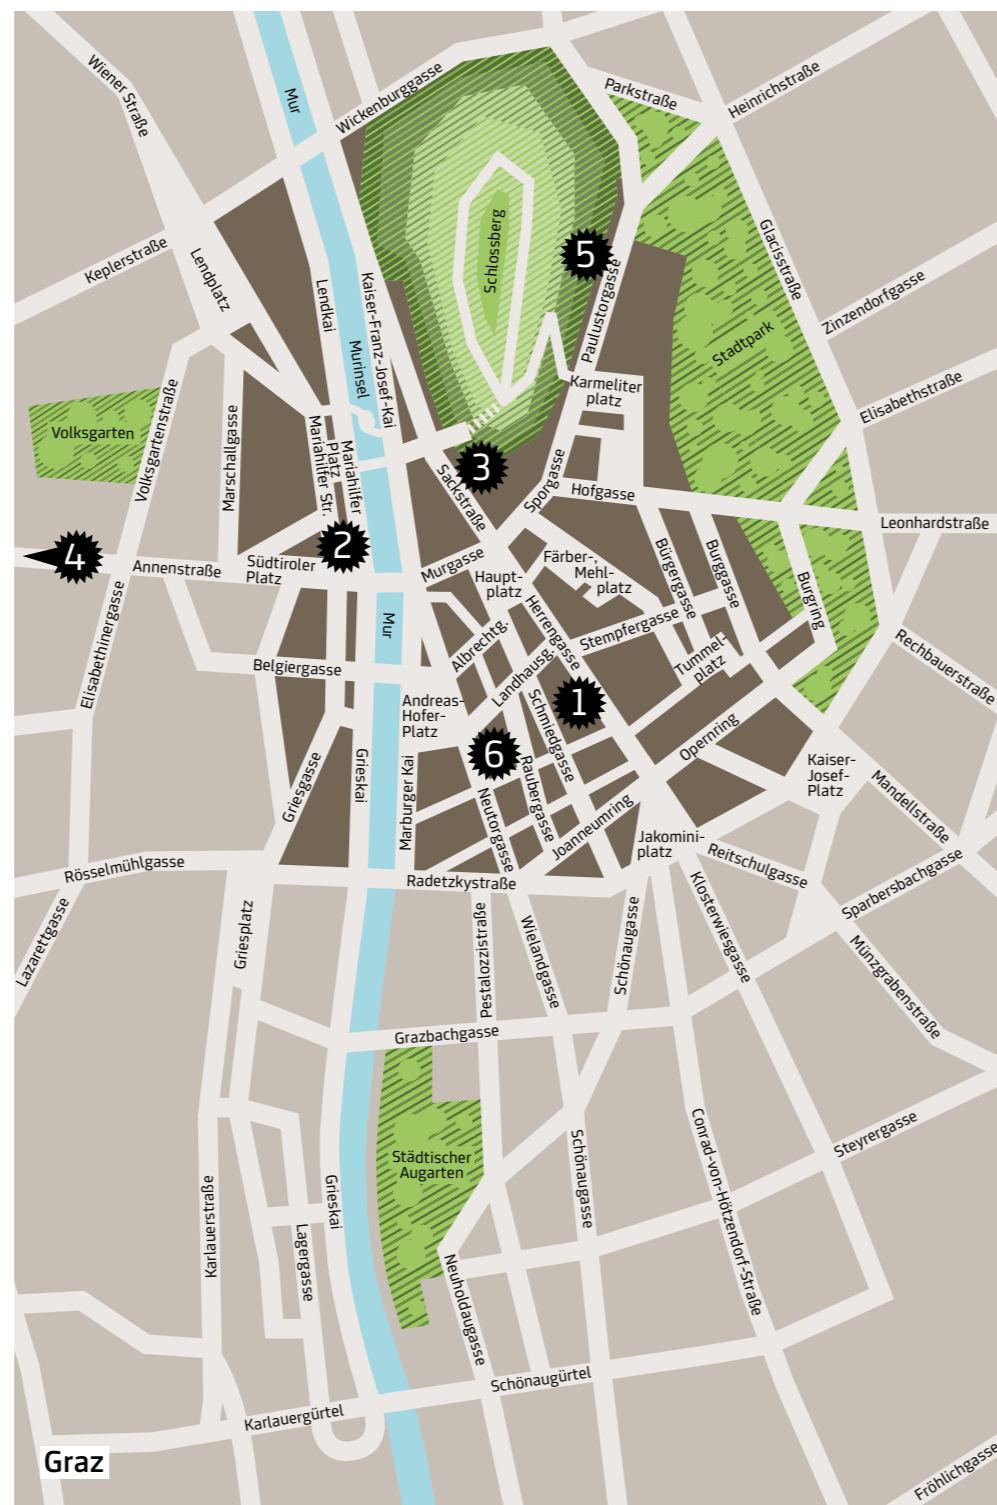 Wiener Straße
Mur
Wickenburggasse
Parkstraße
Heinrichstraße
Keplerstraße
Lendplatz
Lendkai
Kaiser-Franz-Josef-Kai
Murinsel
Schlossberg
5
Paulustorgasse
Glacisstraße
Zinzendorfgasse
Stadtpark
Elisabethstraße
Karmeliter
platz
Volksgarten
Volksgartenstraße
Marschallgasse
Mariahilfer Str.
Mariahilfer
Platz
3
Sackstraße
Sporgasse
Hofgasse
Leonhardstraße
4
2
Annenstraße
Südtiroler
Platz
Murgasse
Haupt-
platz
Färber-,
Mehl-
platz
Bürgergasse
Burggasse
Burgring
Elisabethinergasse
Mur
Albrechtg.
Herrengasse
Stempfergasse
Rechbauerstraße
Belgiergasse
Landhausg.
Tummel-
platz
Andreas-
Hofer-
Platz
Schmiedgasse
1
6
Opernring
Kaiser-
Josef-
Platz
Mandellstraße
Griesgasse
Grieskai
Marburger Kai
Neutorgasse
Raubergasse
Joanneumring
Jakomini-
platz
Reitschulgasse
Rösselmühlgasse
Radetzkystraße
Klosterwiesgasse
Sparbersbachgasse
Lazarettgasse
Griesplatz
Pestalozzistraße
Wielandgasse
Schönaugasse
Münzgrabenstraße
Grazbachgasse
Städtischer
Augarten
Schönaugasse
Conrad-von-Hötzendorf-Straße
Steyrergasse
Karlauerstraße
Lagergasse
Grieskai
Neuholdaugasse
Schönaugürtel
Karlauergürtel
Graz
Fröhlichgasse